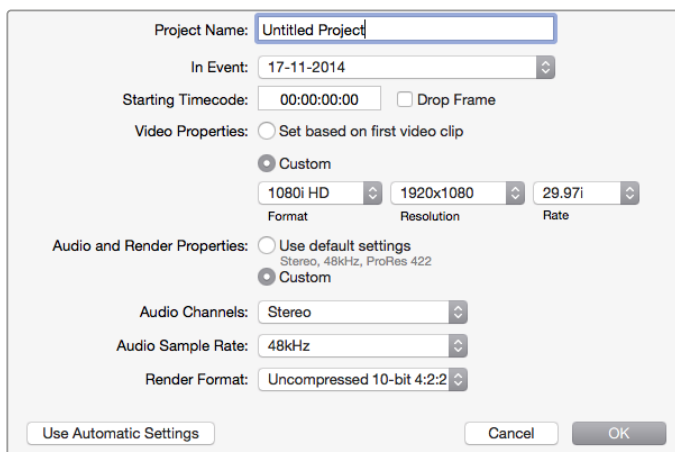 Project Name: Untitled Project
In Event: 17-11-2014
Starting Timecode: 00:00:00:00 Drop Frame
Video Properties: Set based on first video clip
Custom
1080i HD 1920x1080 29.97i
Format Resolution Rate
Audio and Render Properties: Use default settings
Stereo, 48kHz, ProRes 422
Custom
Audio Channels: Stereo
Audio Sample Rate: 48kHz
Render Format: Uncompressed 10-bit 4:2:2
Use Automatic Settings Cancel OK